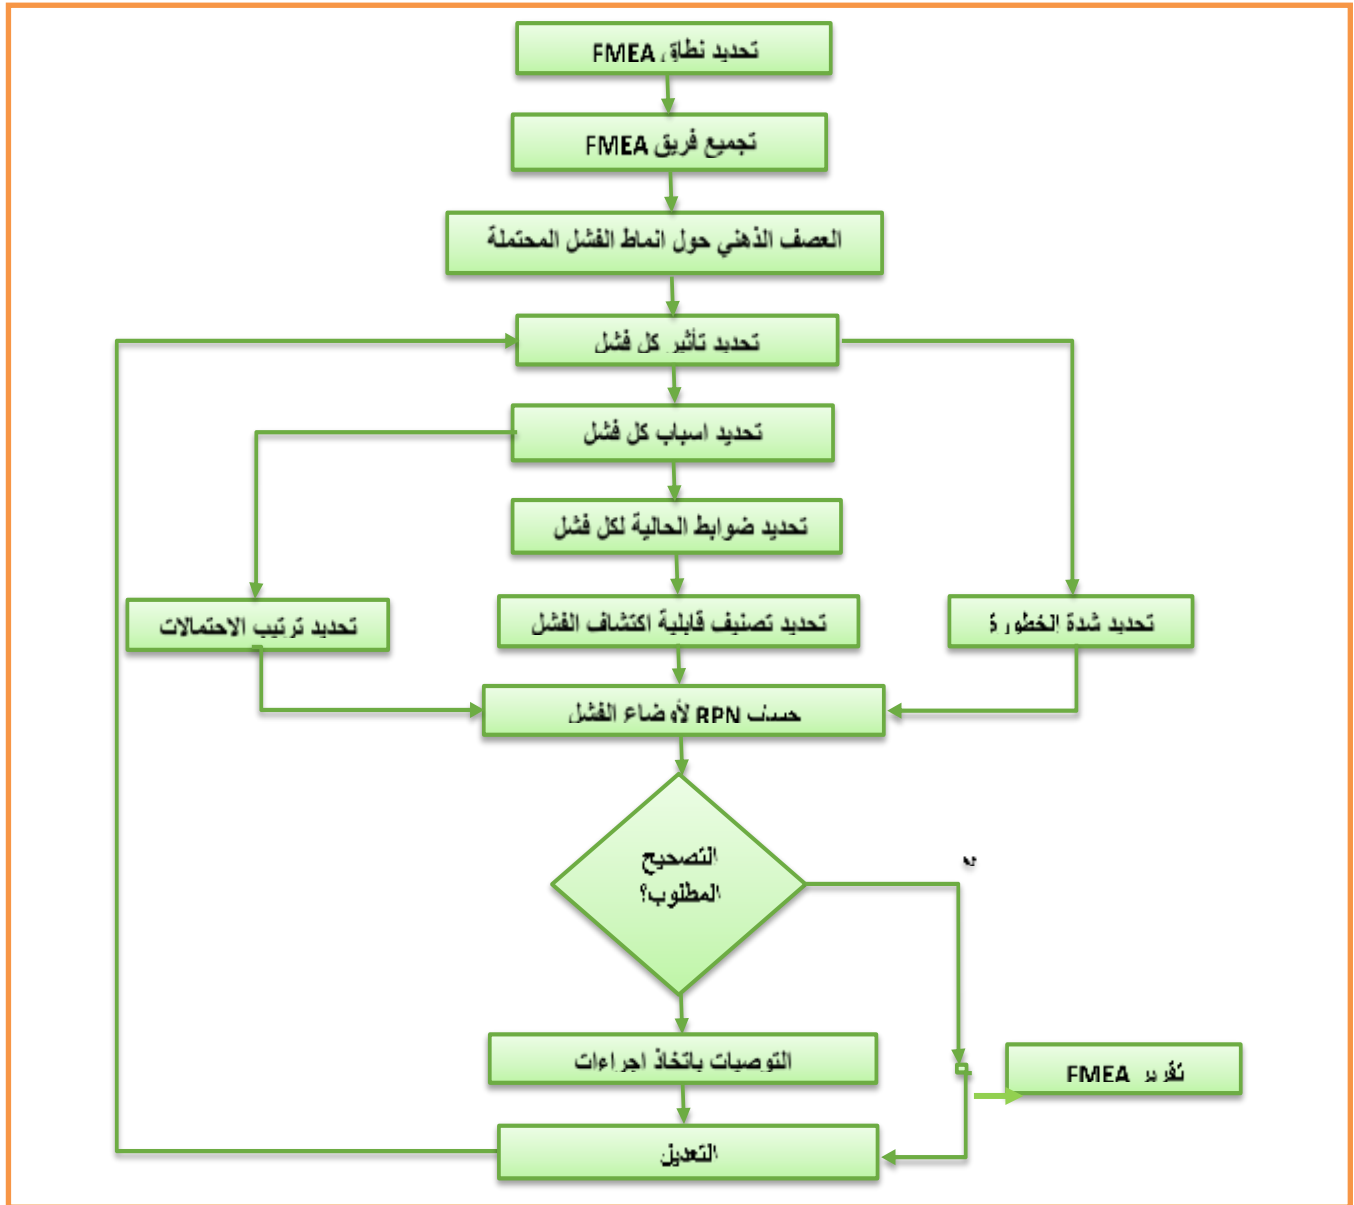 تحديد نطاق FMEA
تجميع فريق FMEA
العصف الذهني حول انماط الفشل المحتملة
تحديد تأثير كل فشل
تحديد اسباب كل فشل
تحديد ضوابط الحالية لكل فشل
تحديد شدة الخطورة
تحديد تصنيف قابلية اكتشاف الفشل
تحديد ترتيب الاحتمالات
حساب RPN لأوضاع الفشل
التصحيح
المطلوب؟
التوصيات باتخاذ اجراءات
تقرير FMEA
التعديل